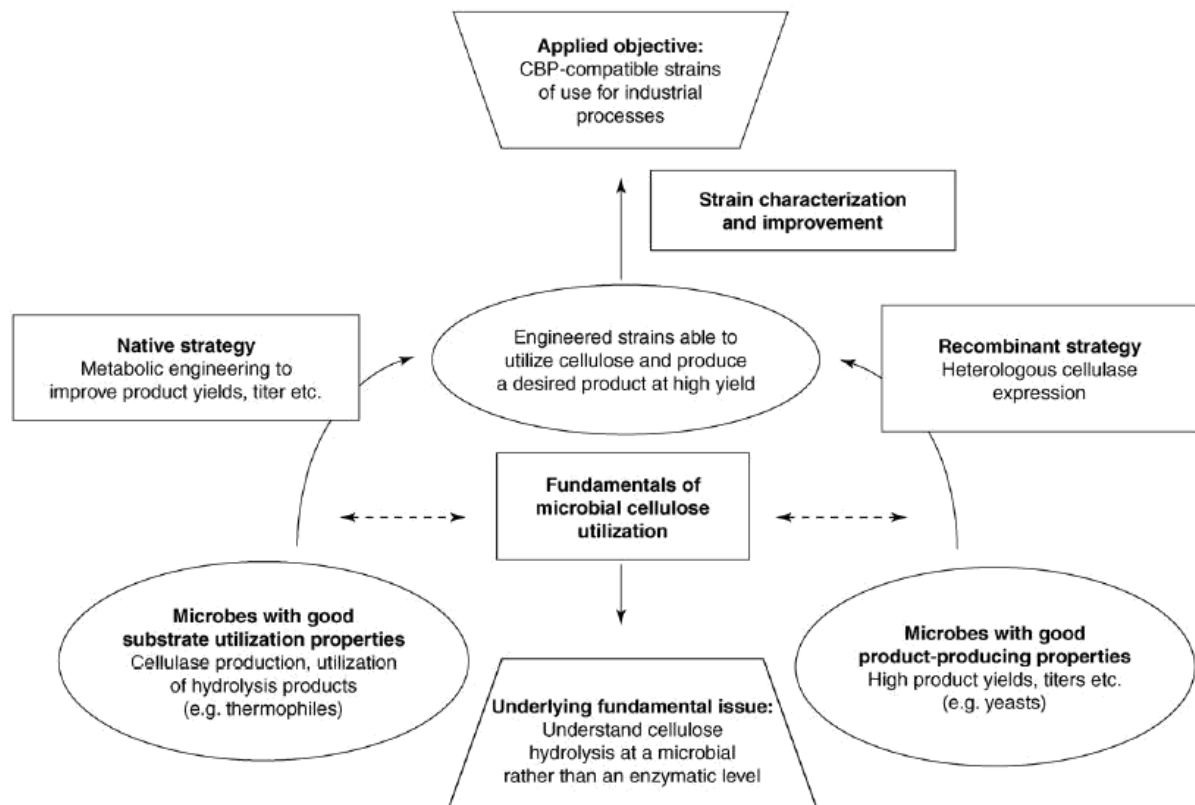 Applied objective:
CBP-compatible strains
of use for industrial
processes
Strain characterization
and improvement
Native strategy
Metabolic engineering to
improve product yields, titer etc.
Engineered strains able to
utilize cellulose and produce
a desired product at high yield
Recombinant strategy
Heterologous cellulase
expression
Fundamentals of
microbial cellulose
utilization
Microbes with good
substrate utilization properties
Cellulase production, utilization
of hydrolysis products
(e.g. thermophiles)
Underlying fundamental issue:
Understand cellulose
hydrolysis at a microbial
rather than an enzymatic level
Microbes with good
product-producing properties
High product yields, titers etc.
(e.g. yeasts)